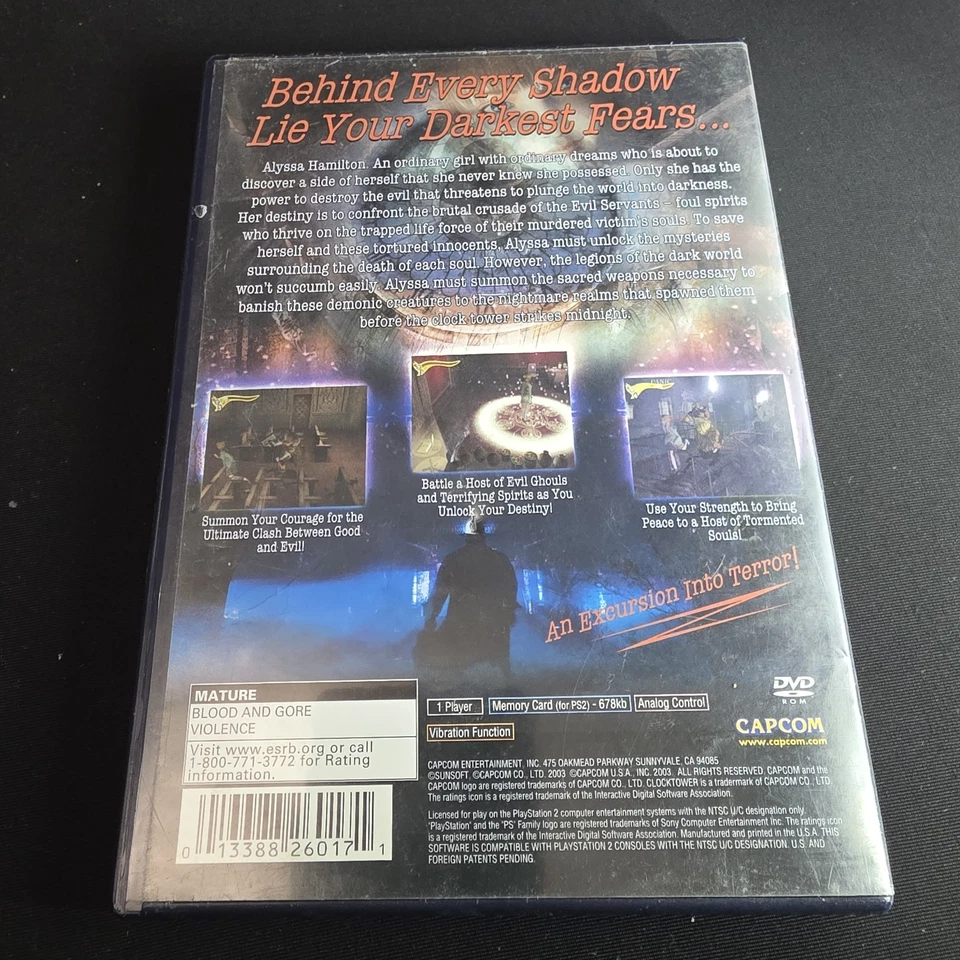 Behind Every Shadow
Lie Your Darkest Fears...
Alyssa Hamilton. An ordinary girl with ordinary dreams who is about to
discover a side of herself that she never knew she possessed. Only she has the
power to destroy the evil that threatens to plunge the world into darkness.
Her destiny is to confront the brutal crusade of the Evil Servants – foul spirits
who thrive on the trapped life force of their murdered victim's souls. To save
herself and these tortured innocents, Alyssa must unlock the mysteries
surrounding the death of each soul. However, the legions of the dark world
won't succumb easily. Alyssa must summon the sacred weapons necessary to
banish these demonic creatures to the nightmare realms that spawned them
before the clock tower strikes midnight.
PANIC
Summon Your Courage for the
Ultimate Clash Between Good
and Evil!
Battle a Host of Evil Ghouls
and Terrifying Spirits as You
Unlock Your Destiny!
Use Your Strength to Bring
Peace to a Host of Tormented
Souls!
An Excursion Into Terror!
MATURE
BLOOD AND GORE
VIOLENCE
Visit www.esrb.org or call
1-800-771-3772 for Rating
information.
1 Player
Memory Card (for PS2) - 678kb
Analog Control
Vibration Function
DVD
ROM
CAPCOM
www.capcom.com
CAPCOM ENTERTAINMENT, INC. 475 OAKMEAD PARKWAY SUNNYVALE, CA 94085
©SUNSOFT. ©CAPCOM CO., LTD. 2003 ©CAPCOM U.S.A., INC. 2003. ALL RIGHTS RESERVED. CAPCOM and the
CAPCOM logo are registered trademarks of CAPCOM CO., LTD. CLOCKTOWER is a trademark of CAPCOM CO., LTD.
The ratings icon is a registered trademark of the Interactive Digital Software Association.
Licensed for play on the PlayStation 2 computer entertainment systems with the NTSC U/C designation only.
"PlayStation" and the "PS" Family logo are registered trademarks of Sony Computer Entertainment Inc. The ratings icon
is a registered trademark of the Interactive Digital Software Association. Manufactured and printed in the U.S.A. THIS
SOFTWARE IS COMPATIBLE WITH PLAYSTATION 2 CONSOLES WITH THE NTSC U/C DESIGNATION. U.S. AND
FOREIGN PATENTS PENDING.
0 13388 26017 1